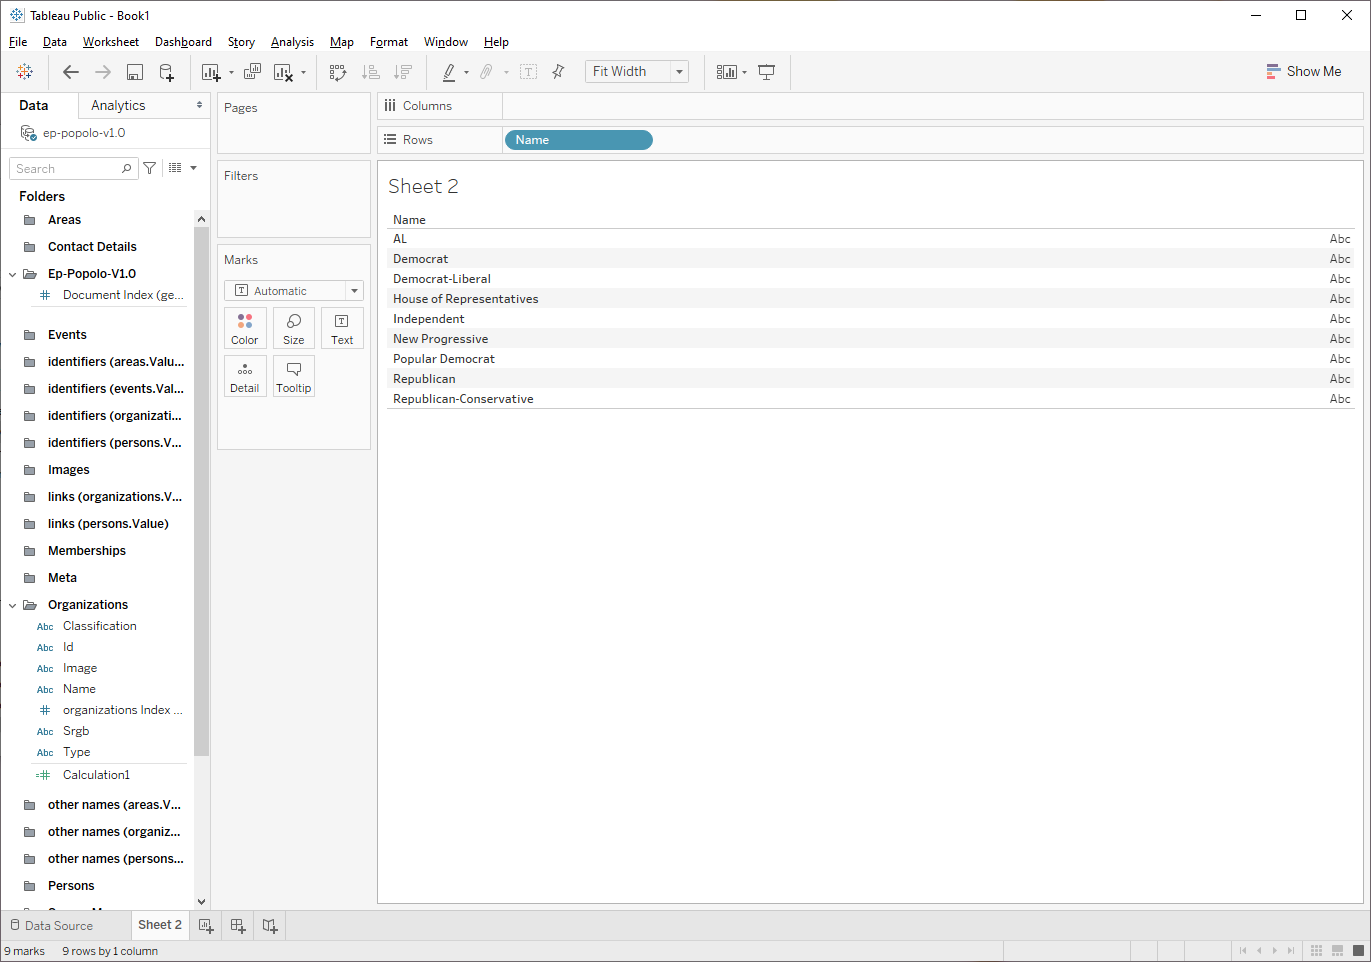 Tableau Public - Book1
File Data Worksheet Dashboard Story Analysis Map Format Window Help
Fit Width
Show Me
Data Analytics
ep-popolo-v1.0
Search
Folders
Areas
Contact Details
Ep-Popolo-V1.0
# Document Index (ge...
Events
identifiers (areas.Valu...
identifiers (events.Val...
identifiers (organizati...
identifiers (persons.V...
Images
links (organizations.V...
links (persons.Value)
Memberships
Meta
Organizations
Abc Classification
Abc Id
Abc Image
Abc Name
# organizations Index ...
Abc Srgb
Abc Type
=# Calculation1
other names (areas.V...
other names (organiz...
other names (persons...
Persons
Pages
Filters
Marks
T Automatic
Color Size Text
Detail Tooltip
Columns
Rows Name
Sheet 2
Name
AL Abc
Democrat Abc
Democrat-Liberal Abc
House of Representatives Abc
Independent Abc
New Progressive Abc
Popular Democrat Abc
Republican Abc
Republican-Conservative Abc
Data Source Sheet 2
9 marks 9 rows by 1 column